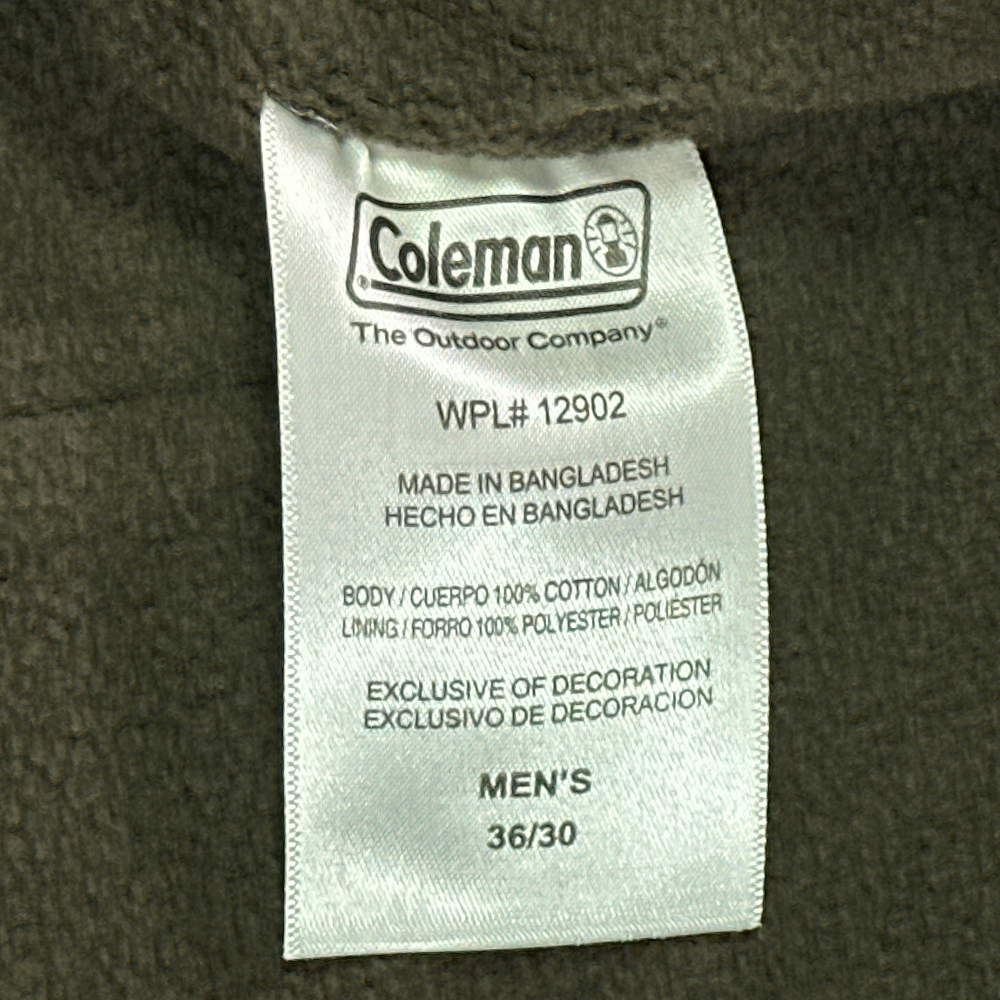 Coleman ®
The Outdoor Company®
WPL# 12902
MADE IN BANGLADESH
HECHO EN BANGLADESH
BODY / CUERPO 100% COTTON / ALGODÓN
LINING / FORRO 100% POLYESTER / POLIÉSTER
EXCLUSIVE OF DECORATION
EXCLUSIVO DE DECORACION
MEN'S
36/30